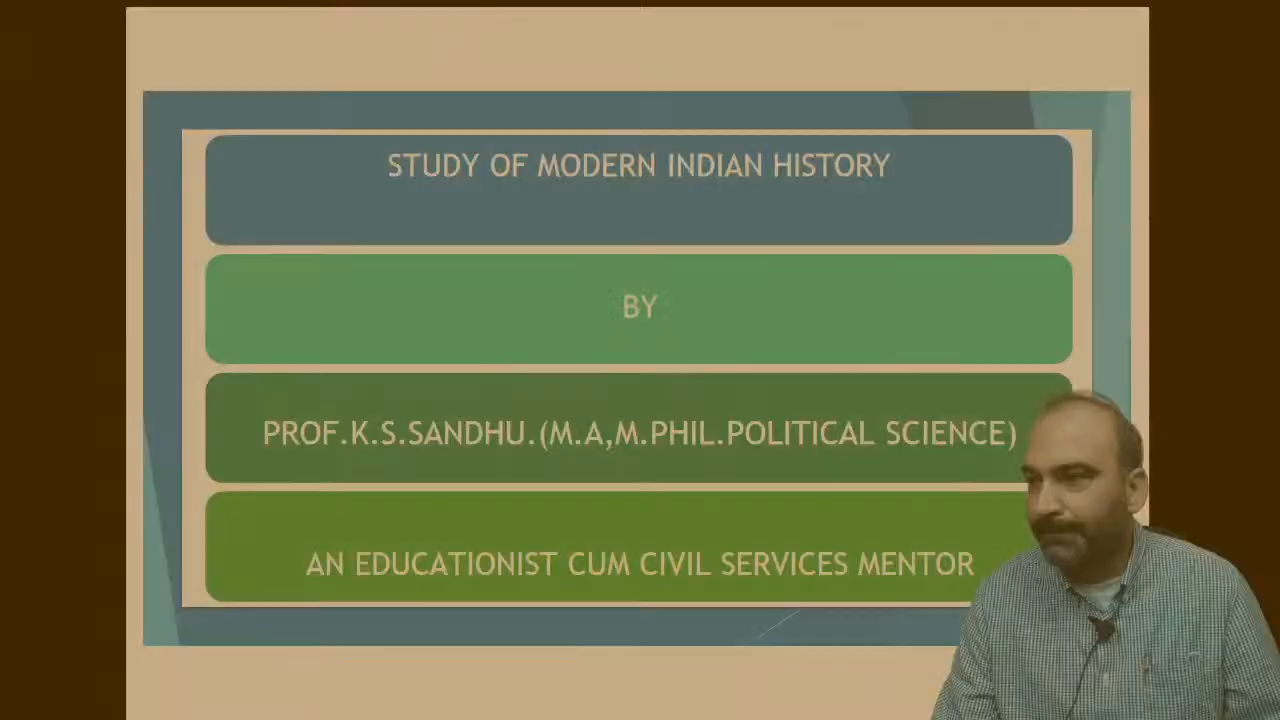 STUDY OF MODERN INDIAN HISTORY
BY
PROF.K.S.SANDHU.(M.A,M.PHIL.POLITICAL SCIENCE)
AN EDUCATIONIST CUM CIVIL SERVICES MENTOR